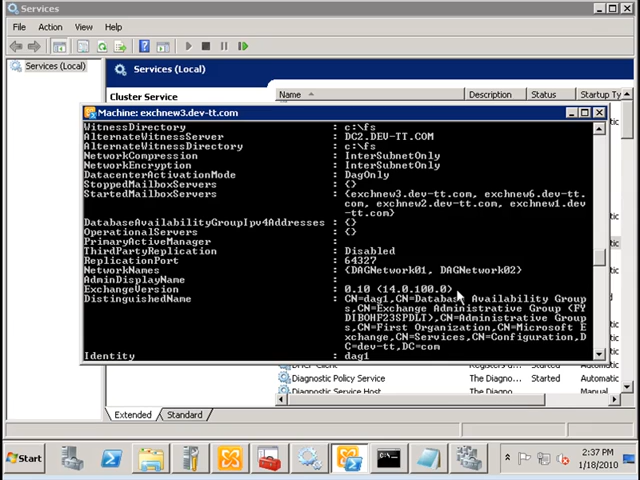 Services
File Action View Help
Services (Local)
Services (Local)
Cluster Service
Name Description Status Startup Ty
Machine: exchnew3.dev-tt.com
WitnessDirectory : c:\fs
AlternateWitnessServer : DC2.DEV-TT.COM
AlternateWitnessDirectory : c:\fs
NetworkCompression : InterSubnetOnly
NetworkEncryption : InterSubnetOnly
DatacenterActivationMode : DagOnly
StoppedMailboxServers : {}
StartedMailboxServers : {exchnew3.dev-tt.com, exchnew6.dev-tt.
com, exchnew2.dev-tt.com, exchnew1.dev
-tt.com}
DatabaseAvailabilityGroupIpv4Addresses : {}
OperationalServers : {}
PrimaryActiveManager :
ThirdPartyReplication : Disabled
ReplicationPort : 64327
NetworkNames : {DAGNetwork01, DAGNetwork02}
AdminDisplayName :
ExchangeVersion : 0.10 (14.0.100.0)
DistinguishedName : CN=dag1,CN=Database Availability Group
s,CN=Exchange Administrative Group (FY
DIBOHF23SPDLT),CN=Administrative Group
s,CN=First Organization,CN=Microsoft E
xchange,CN=Services,CN=Configuration,D
C=dev-tt,DC=com
Identity : dag1
DHCP Client Registers a Started Automatic
Diagnostic Policy Service The Diagno... Started Automatic
Diagnostic Service Host The Diagno... Manual
Extended Standard
Start
2:37 PM
1/18/2010